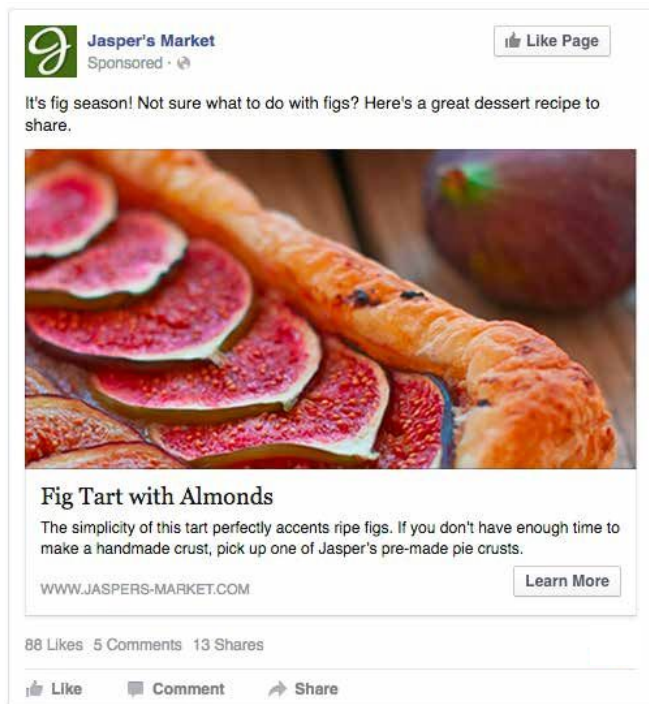 Jasper's Market
Like Page
Sponsored ·
It's fig season! Not sure what to do with figs? Here's a great dessert recipe to
share.
Fig Tart with Almonds
The simplicity of this tart perfectly accents ripe figs. If you don't have enough time to
make a handmade crust, pick up one of Jasper's pre-made pie crusts.
WWW.JASPERS-MARKET.COM
Learn More
88 Likes 5 Comments 13 Shares
Like Comment Share